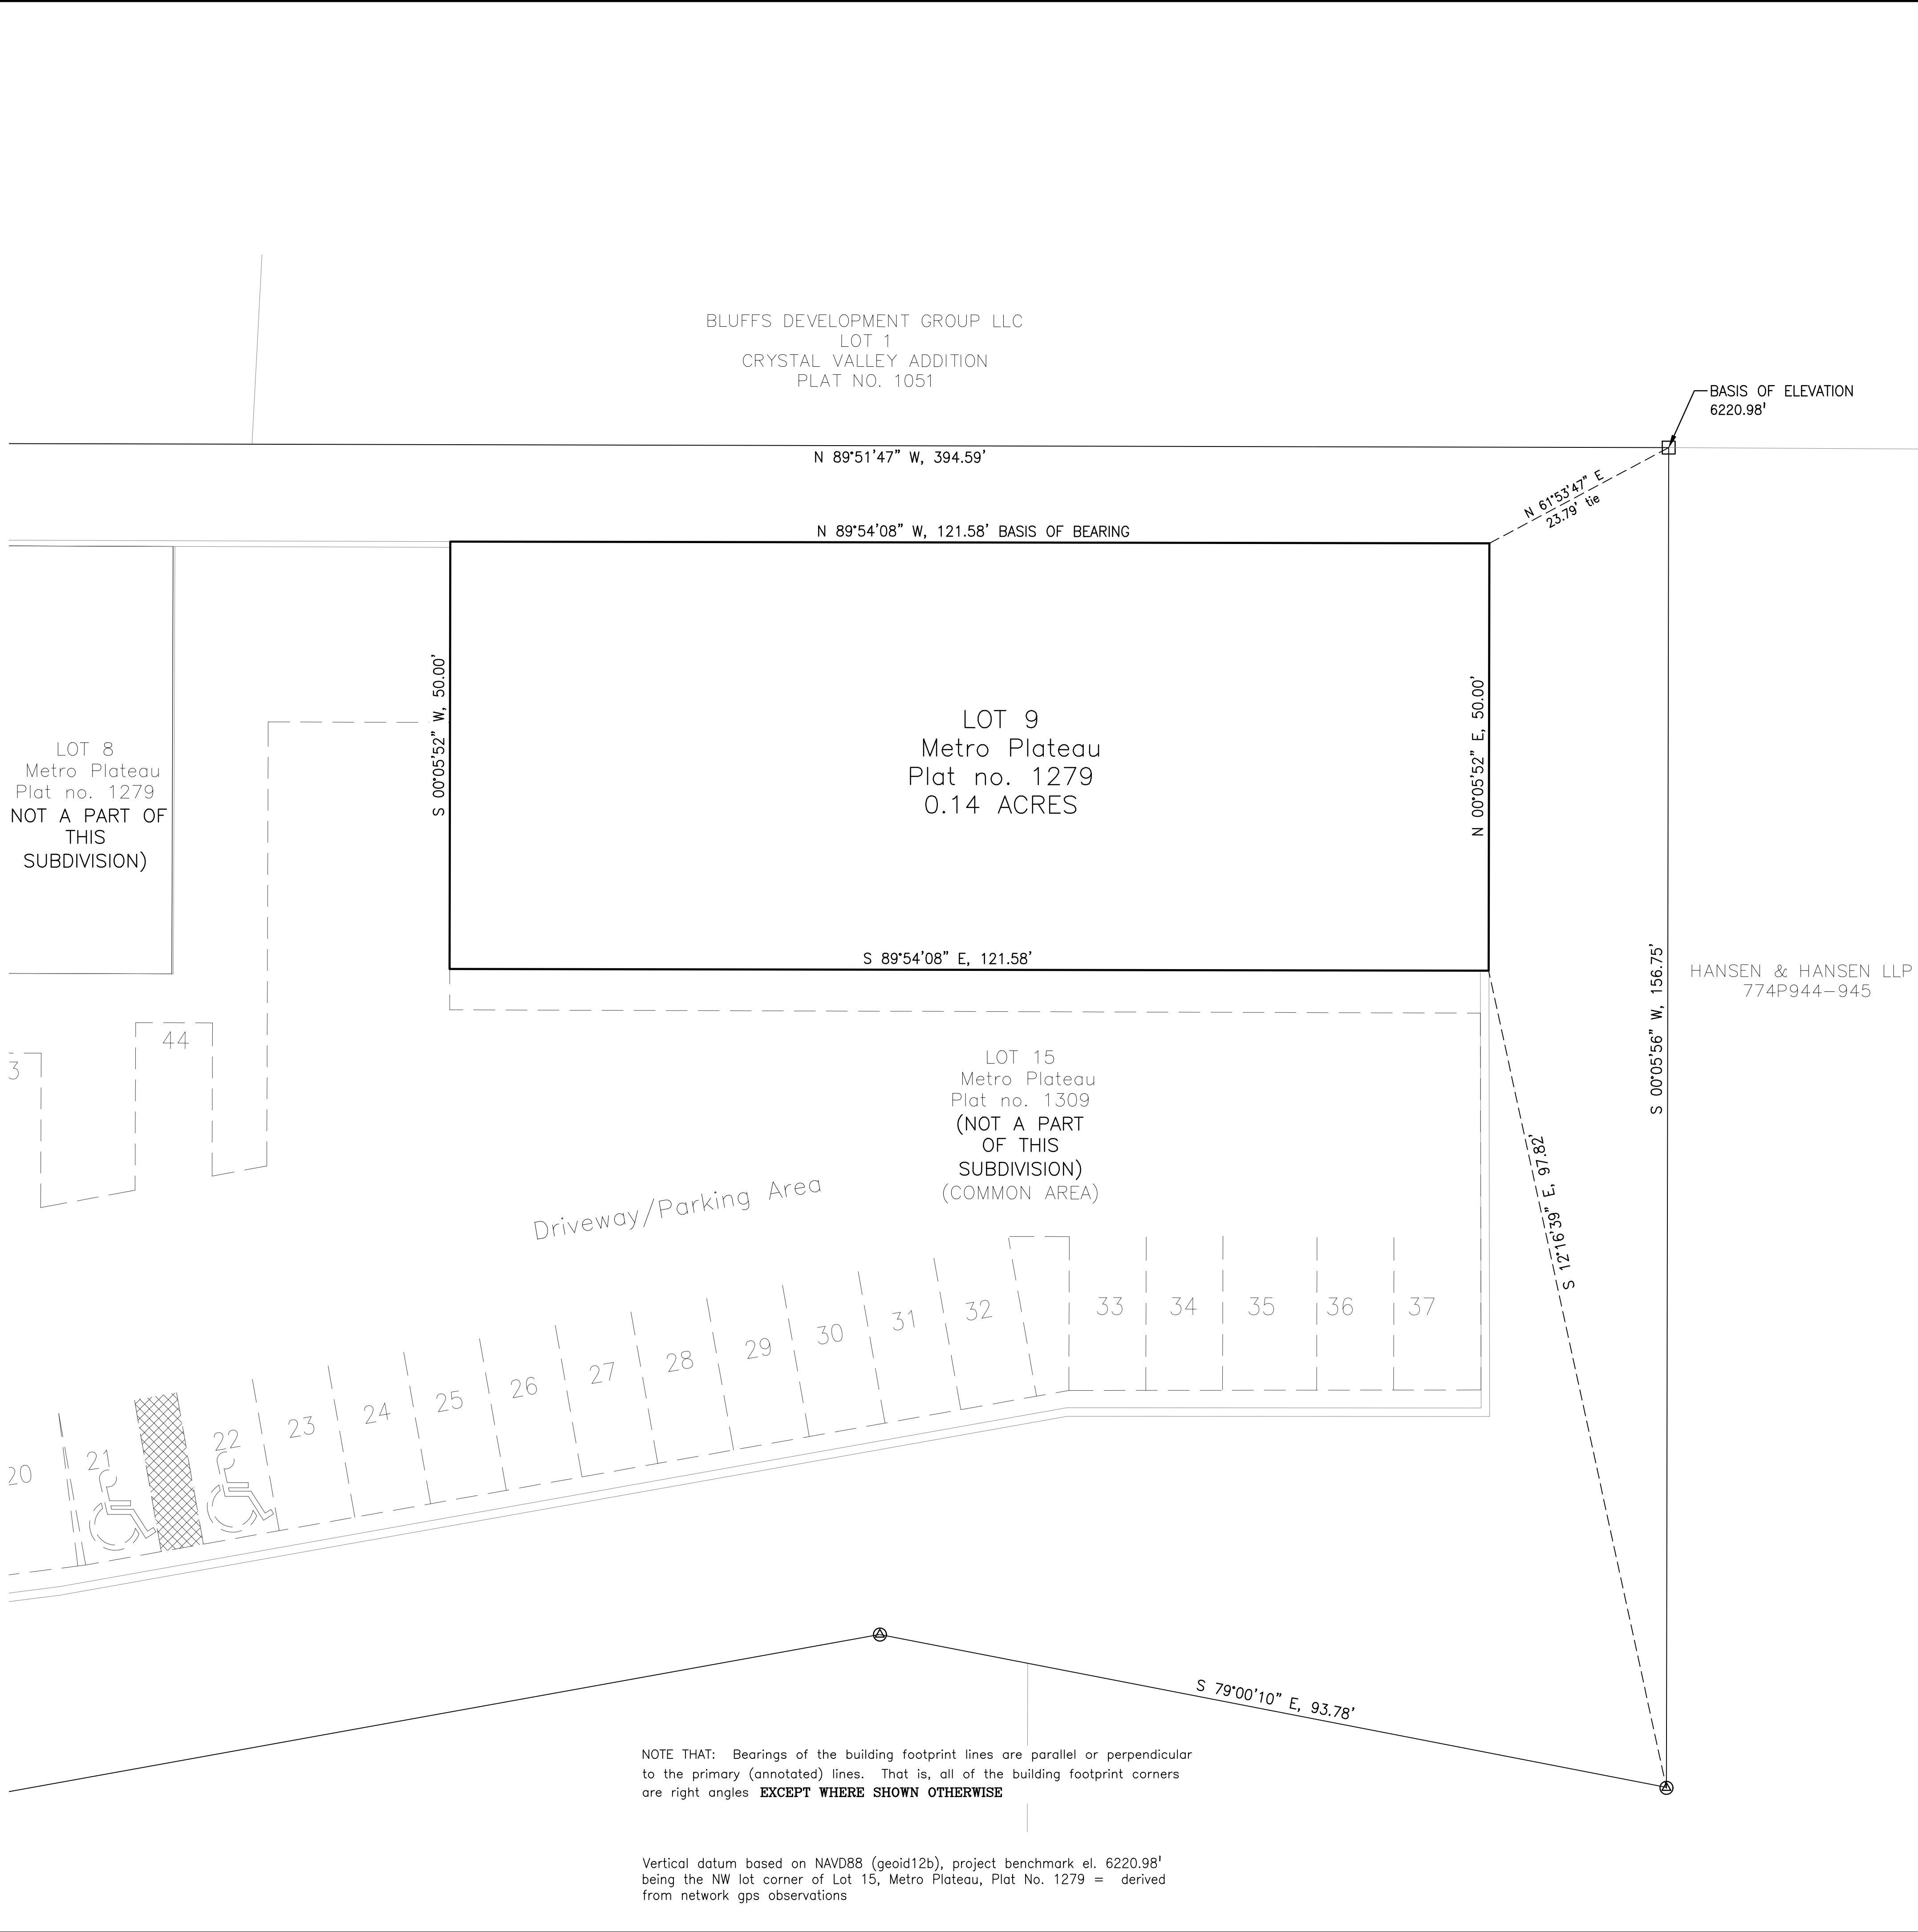 BLUFFS DEVELOPMENT GROUP LLC
LOT 1
CRYSTAL VALLEY ADDITION
PLAT NO. 1051
BASIS OF ELEVATION
6220.98'
N 89°51'47" W, 394.59'
N 61°53'47" E
23.79' tie
N 89°54'08" W, 121.58' BASIS OF BEARING
S 00°05'52" W, 50.00'
LOT 9
Metro Plateau
Plat no. 1279
0.14 ACRES
N 00°05'52" E, 50.00'
LOT 8
Metro Plateau
Plat no. 1279
NOT A PART OF
THIS
SUBDIVISION)
S 89°54'08" E, 121.58'
S 00°05'56" W, 156.75'
HANSEN & HANSEN LLP
774P944-945
44
3
LOT 15
Metro Plateau
Plat no. 1309
(NOT A PART
OF THIS
SUBDIVISION)
(COMMON AREA)
Driveway/Parking Area
S 12°16'39" E, 97.82'
20
21
22
23
24
25
26
27
28
29
30
31
32
33
34
35
36
37
S 79°00'10" E, 93.78'
NOTE THAT: Bearings of the building footprint lines are parallel or perpendicular
to the primary (annotated) lines. That is, all of the building footprint corners
are right angles EXCEPT WHERE SHOWN OTHERWISE
Vertical datum based on NAVD88 (geoid12b), project benchmark el. 6220.98'
being the NW lot corner of Lot 15, Metro Plateau, Plat No. 1279 = derived
from network gps observations